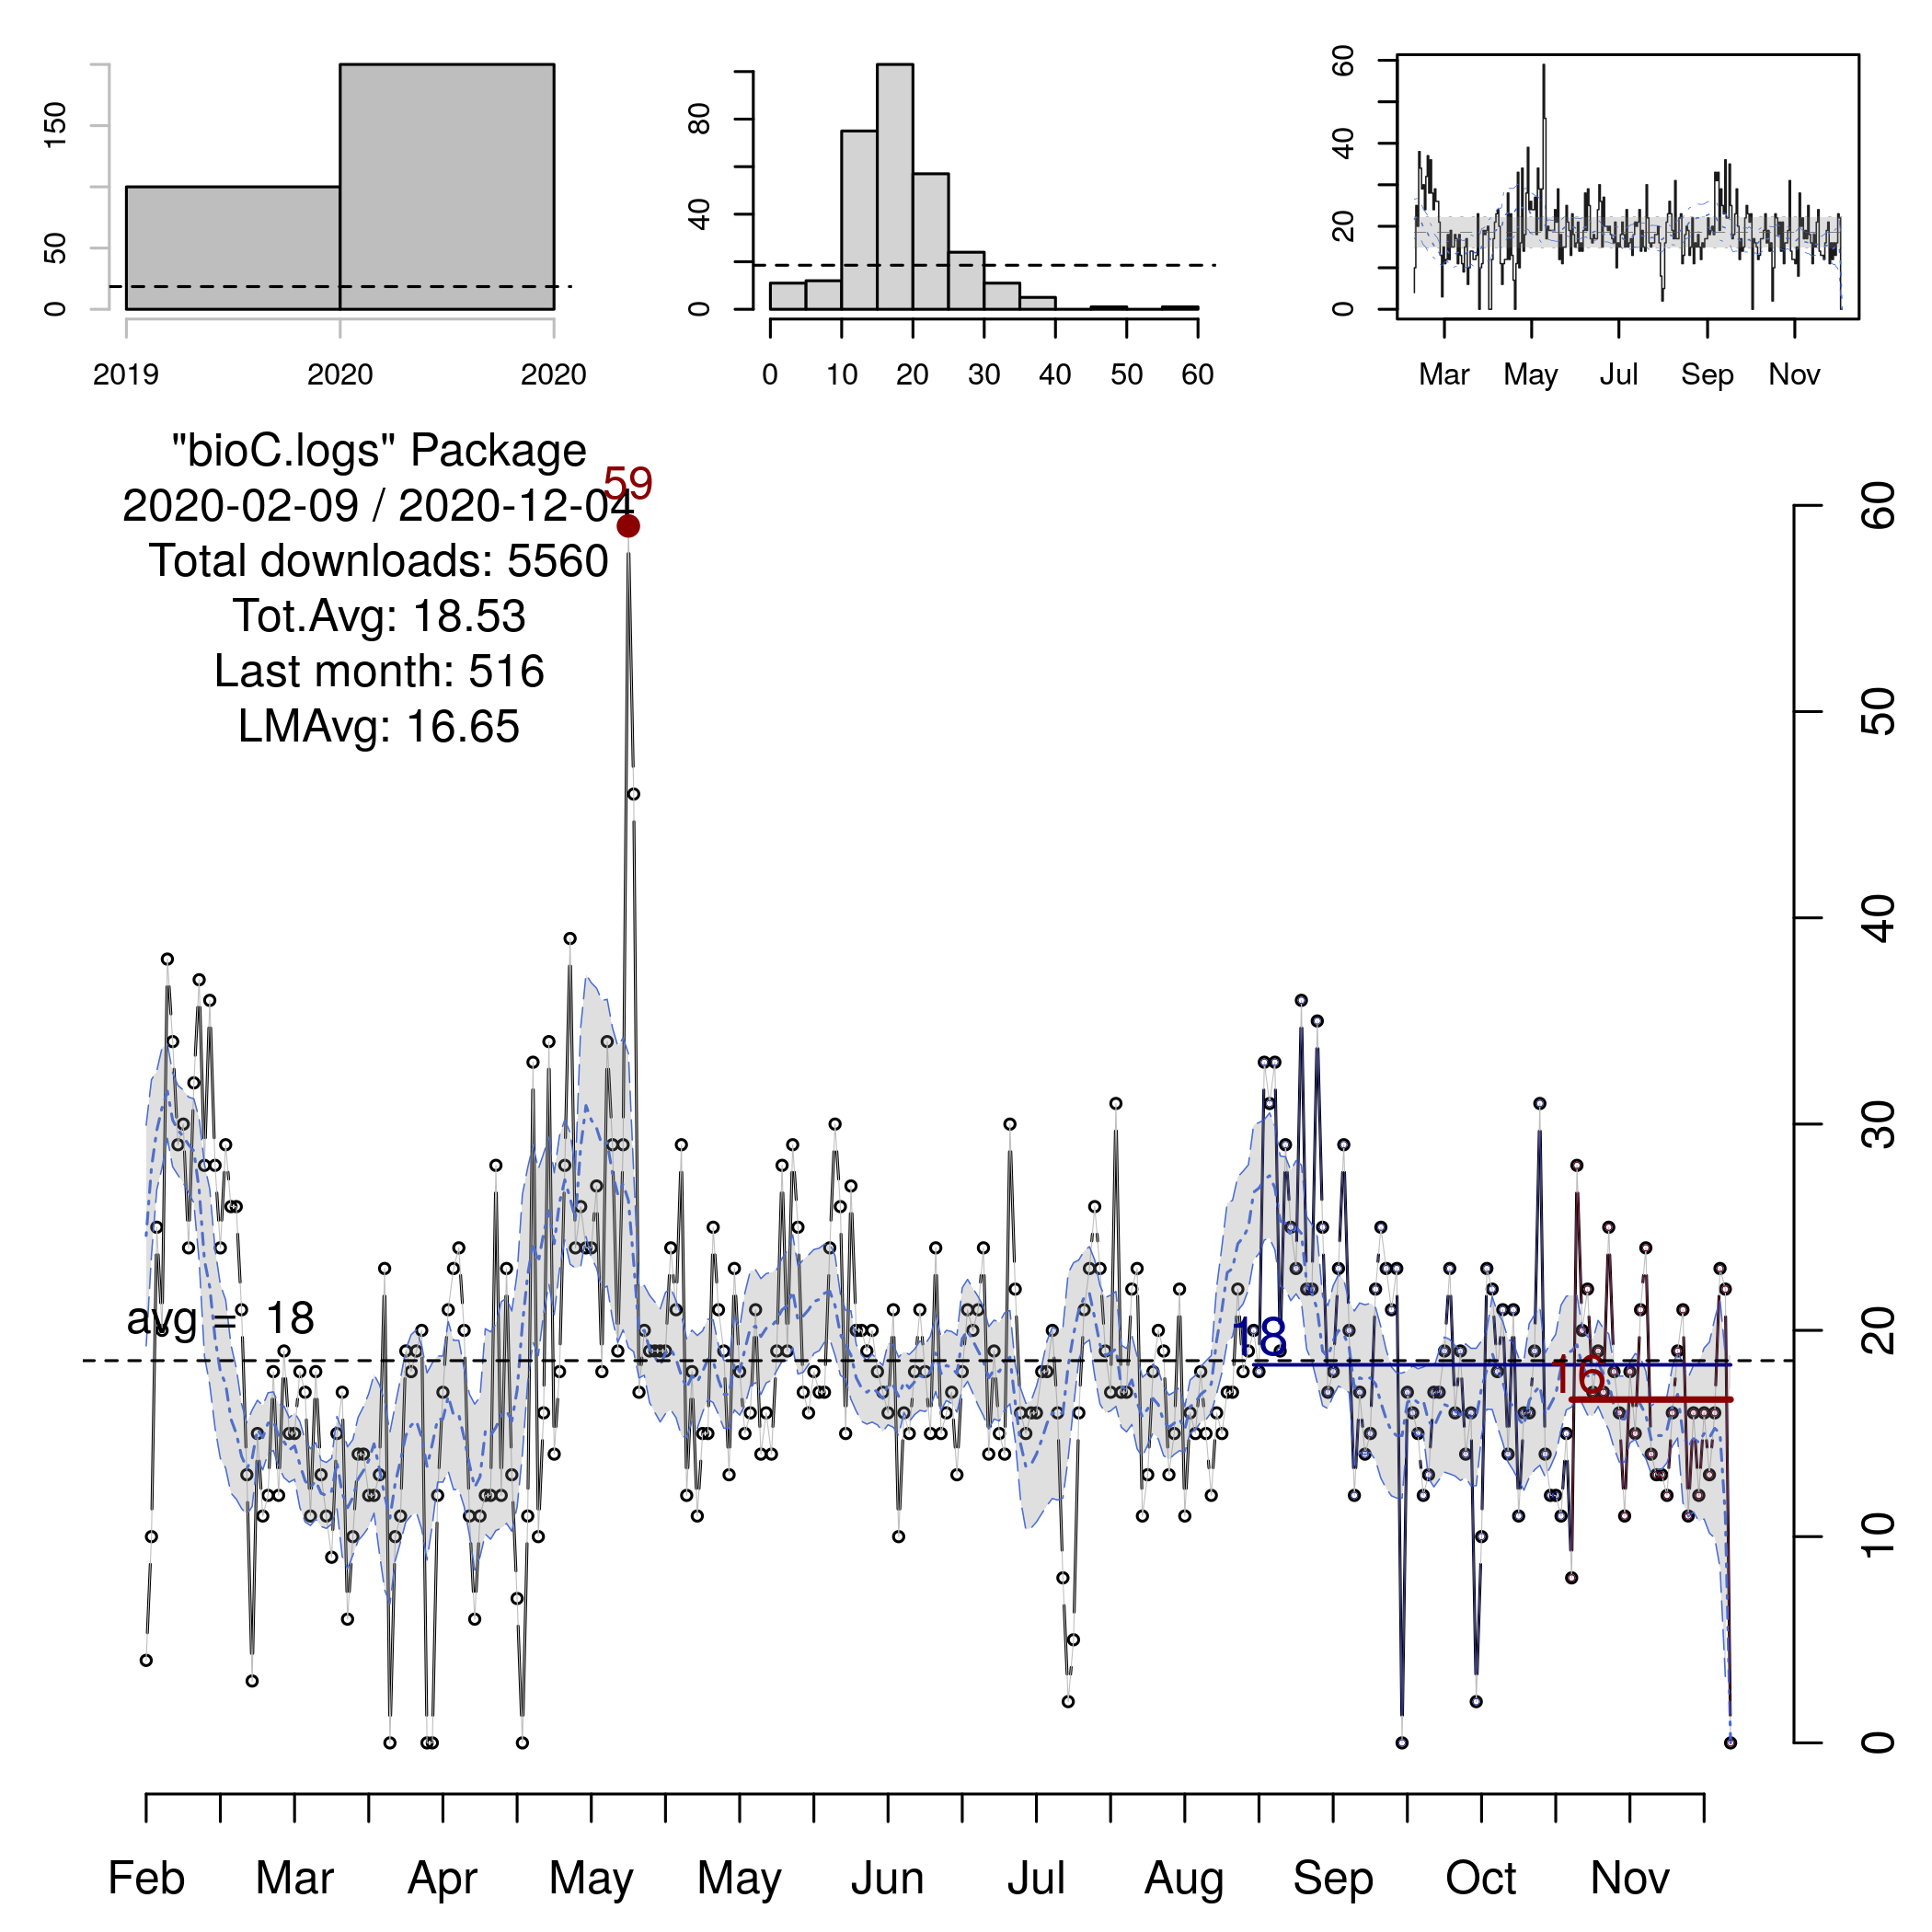 150
50
0
2019 2020 2020
80
40
0
0 10 20 30 40 50 60
60
40
20
0
Mar May Jul Sep Nov
"bioC.logs" Package
2020-02-09 / 2020-12-04
Total downloads: 5560
Tot.Avg: 18.53
Last month: 516
LMAvg: 16.65
59
avg = 18
18
16
60
50
40
30
20
10
0
Feb Mar Apr May May Jun Jul Aug Sep Oct Nov